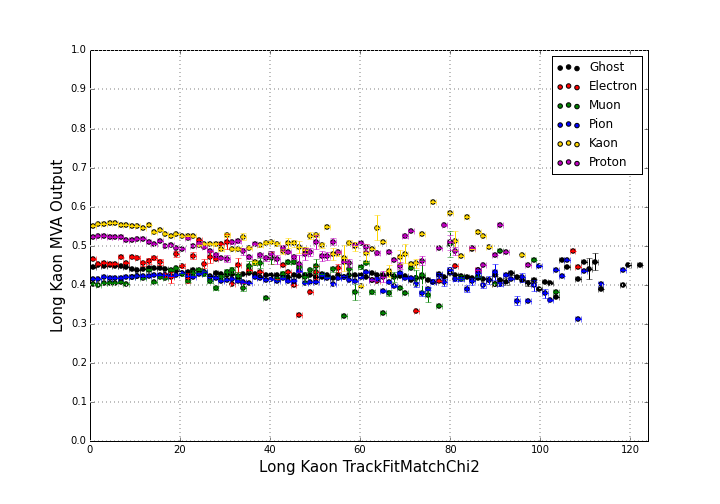 1.0
0.9
0.8
0.7
0.6
0.5
0.4
0.3
0.2
0.1
0.0
0
20
40
60
80
100
120
Long Kaon MVA Output
Long Kaon TrackFitMatchChi2
Ghost
Electron
Muon
Pion
Kaon
Proton